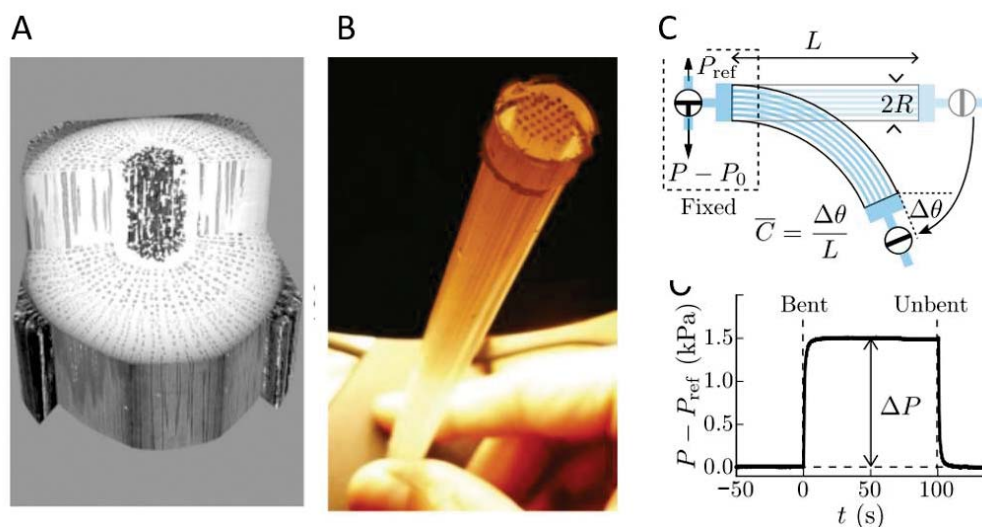 A
B
C
L
P_ref
2R
P − P_0
Fixed
C̅ = Δθ/L
Δθ
Bent
Unbent
P − P_ref (kPa)
1.5
1.0
0.5
0.0
ΔP
−50
0
50
100
t (s)